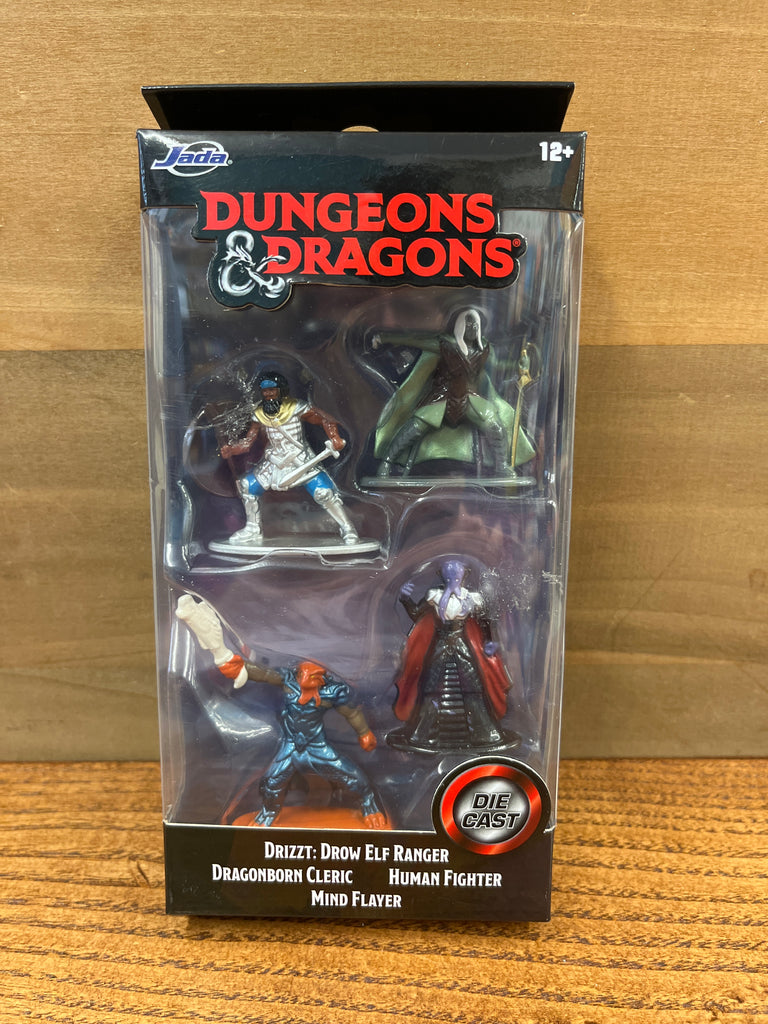 Jada
12+
DUNGEONS
& DRAGONS®
DIE
CAST
DRIZZT: DROW ELF RANGER
DRAGONBORN CLERIC HUMAN FIGHTER
MIND FLAYER